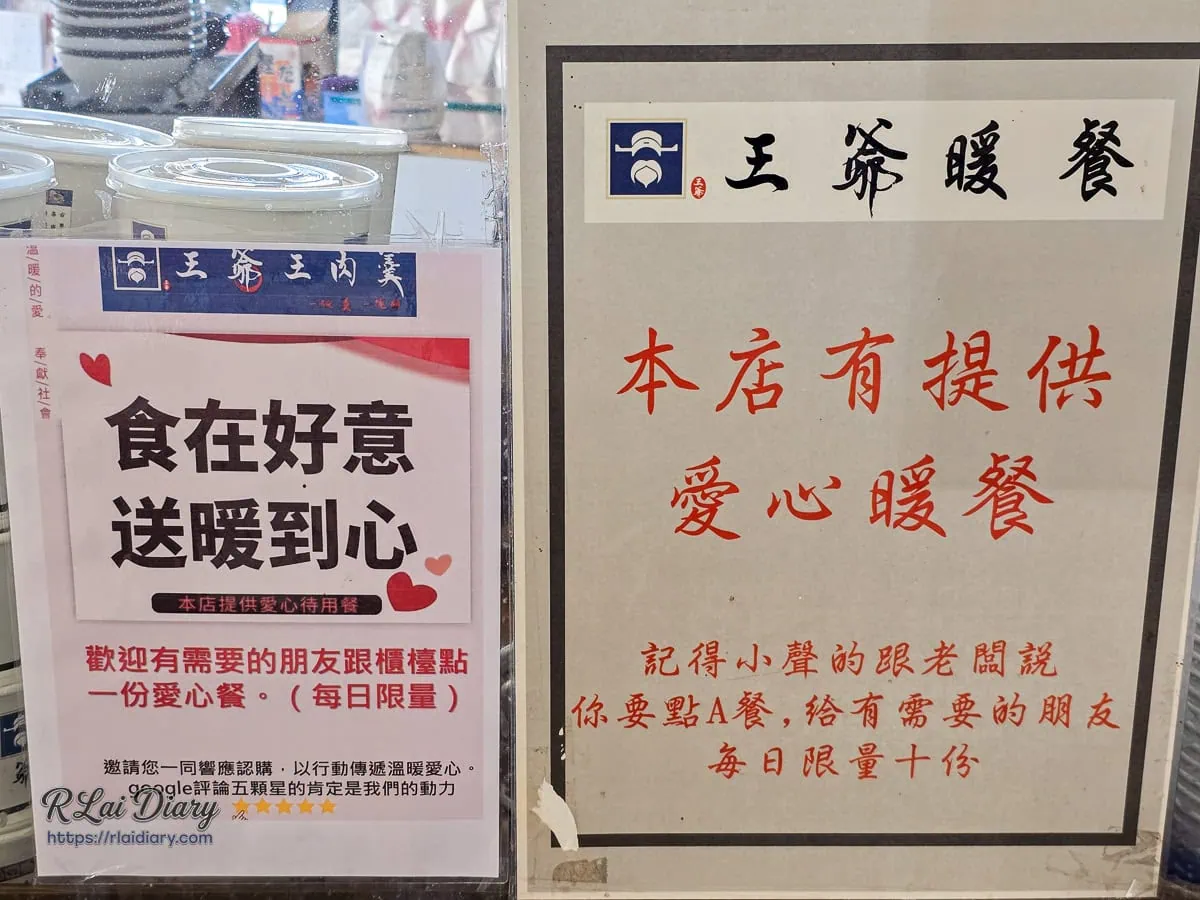 溫/暖/的/愛 奉/獻/社/會
王爺王肉羹
食在好意
送暖到心
本店提供愛心待用餐
歡迎有需要的朋友跟櫃檯點
一份愛心餐。(每日限量)
邀請您一同響應認購,以行動傳遞溫暖愛心。
google評論五顆星的肯定是我們的動力
RLai Diary
https://rlaidiary.com
王爺
王爺暖餐
本店有提供
愛心暖餐
記得小聲的跟老闆說
你要點A餐,給有需要的朋友
每日限量十份